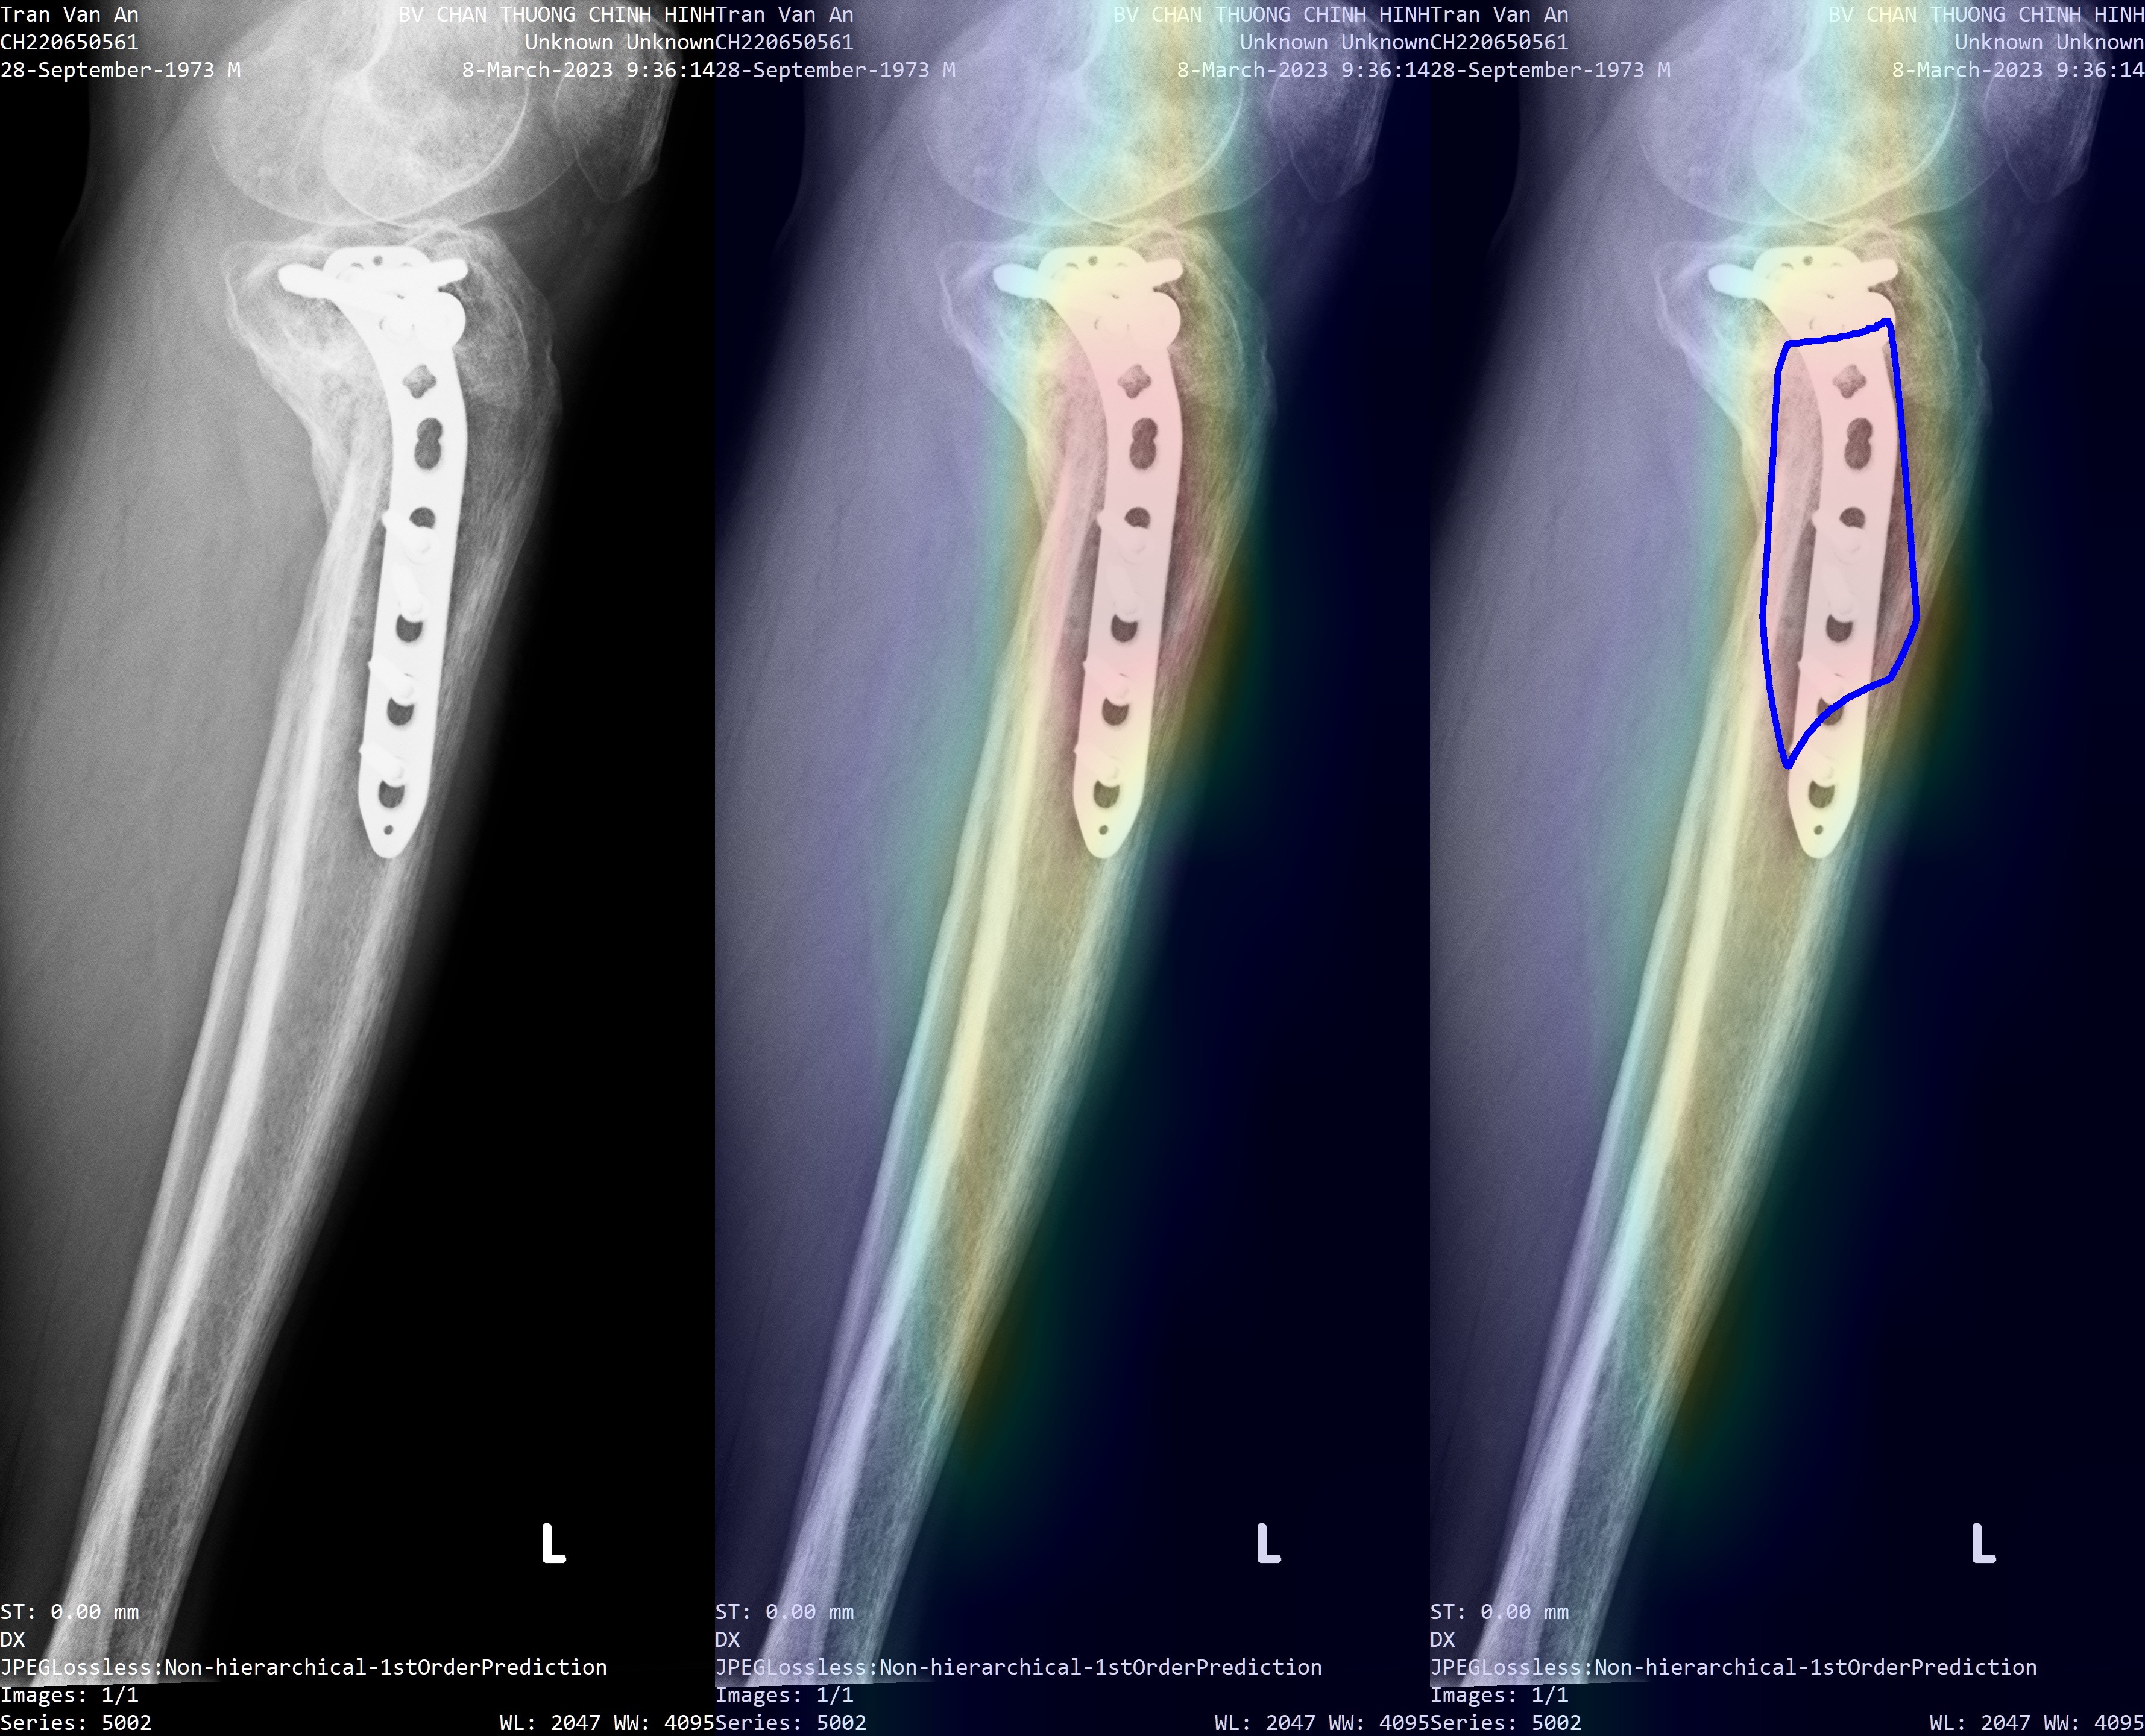 Tran Van An
CH220650561
28-September-1973 M
BV CHAN THUONG CHINH HINH
Unknown Unknown
8-March-2023 9:36:14
L
ST: 0.00 mm
DX
JPEGLossless:Non-hierarchical-1stOrderPrediction
Images: 1/1
Series: 5002
WL: 2047 WW: 4095
Tran Van An
CH220650561
28-September-1973 M
BV CHAN THUONG CHINH HINH
Unknown Unknown
8-March-2023 9:36:14
L
ST: 0.00 mm
DX
JPEGLossless:Non-hierarchical-1stOrderPrediction
Images: 1/1
Series: 5002
WL: 2047 WW: 4095
Tran Van An
CH220650561
28-September-1973 M
BV CHAN THUONG CHINH HINH
Unknown Unknown
8-March-2023 9:36:14
L
ST: 0.00 mm
DX
JPEGLossless:Non-hierarchical-1stOrderPrediction
Images: 1/1
Series: 5002
WL: 2047 WW: 4095